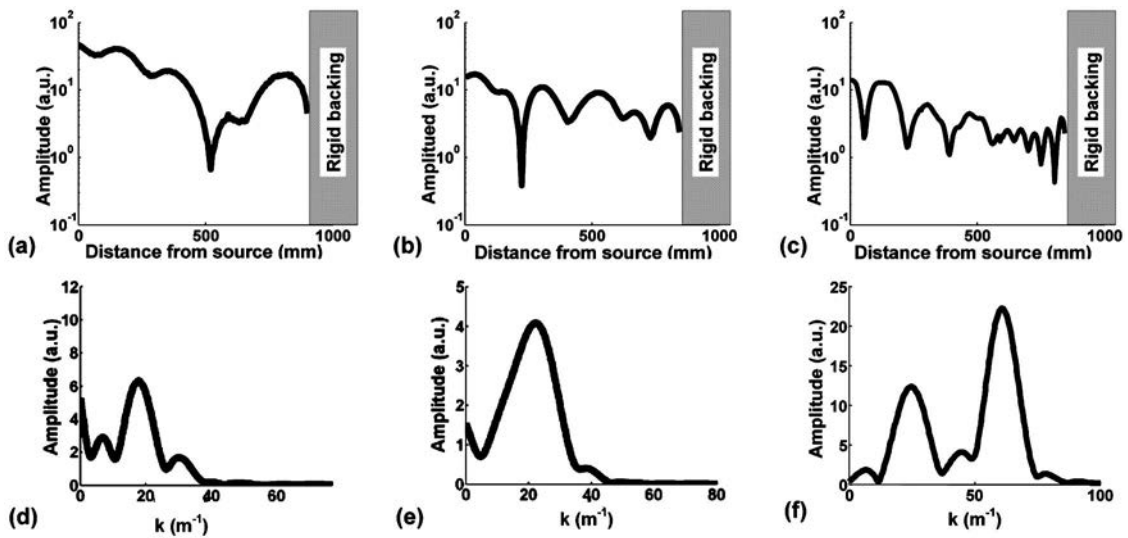 10² 10² 10²
Amplitude (a.u.) 10¹ Rigid backing Amplitued (a.u.) 10¹ Rigid backing Amplitude (a.u.) 10¹ Rigid backing
10⁰ 10⁰ 10⁰
10⁻¹ 10⁻¹ 10⁻¹
0 500 1000 0 500 1000 0 500 1000
(a) Distance from source (mm) (b) Distance from source (mm) (c) Distance from source (mm)
12 5 25
10 4 20
8 3 15
Amplitude (a.u.) 6 Amplitude (a.u.) 2 Amplitude (a.u.) 10
4 1 5
2 0 0
0
0 20 40 60 0 20 40 60 80 0 50 100
(d) k (m⁻¹) (e) k (m⁻¹) (f) k (m⁻¹)